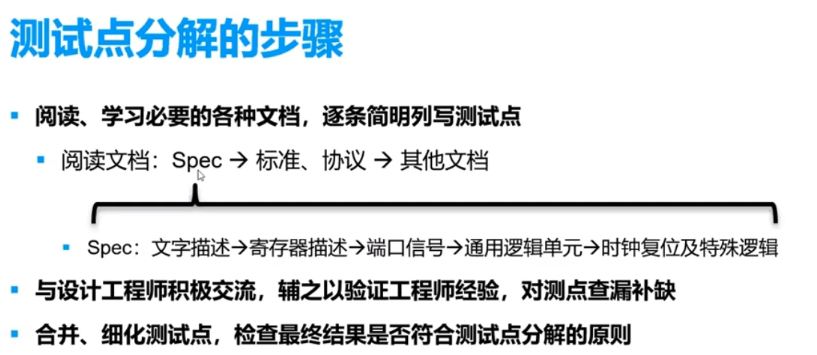 测试点分解的步骤
阅读、学习必要的各种文档，逐条简明列写测试点
阅读文档：Spec → 标准、协议 → 其他文档
Spec：文字描述→寄存器描述→端口信号→通用逻辑单元→时钟复位及特殊逻辑
与设计工程师积极交流，辅之以验证工程师经验，对测点查漏补缺
合并、细化测试点，检查最终结果是否符合测试点分解的原则